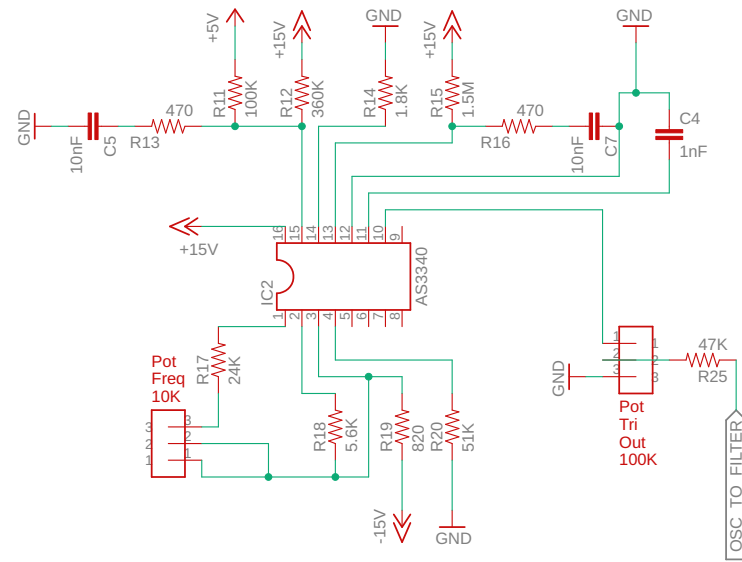 GND
GND
+5V
+15V
+15V
R11
100K
R12
360K
R14
1.8K
R15
1.5M
GND
10nF
C5
470
R13
470
R16
10nF
C7
C4
1nF
+15V
16
15
14
13
12
11
10
9
IC2
AS3340
1
2
3
4
5
6
7
8
R17
24K
Pot
Freq
10K
3
2
1
3
2
1
R18
5.6K
R19
820
R20
51K
-15V
GND
GND
1
2
3
1
2
3
47K
R25
Pot
Tri
Out
100K
OSC TO FILTER